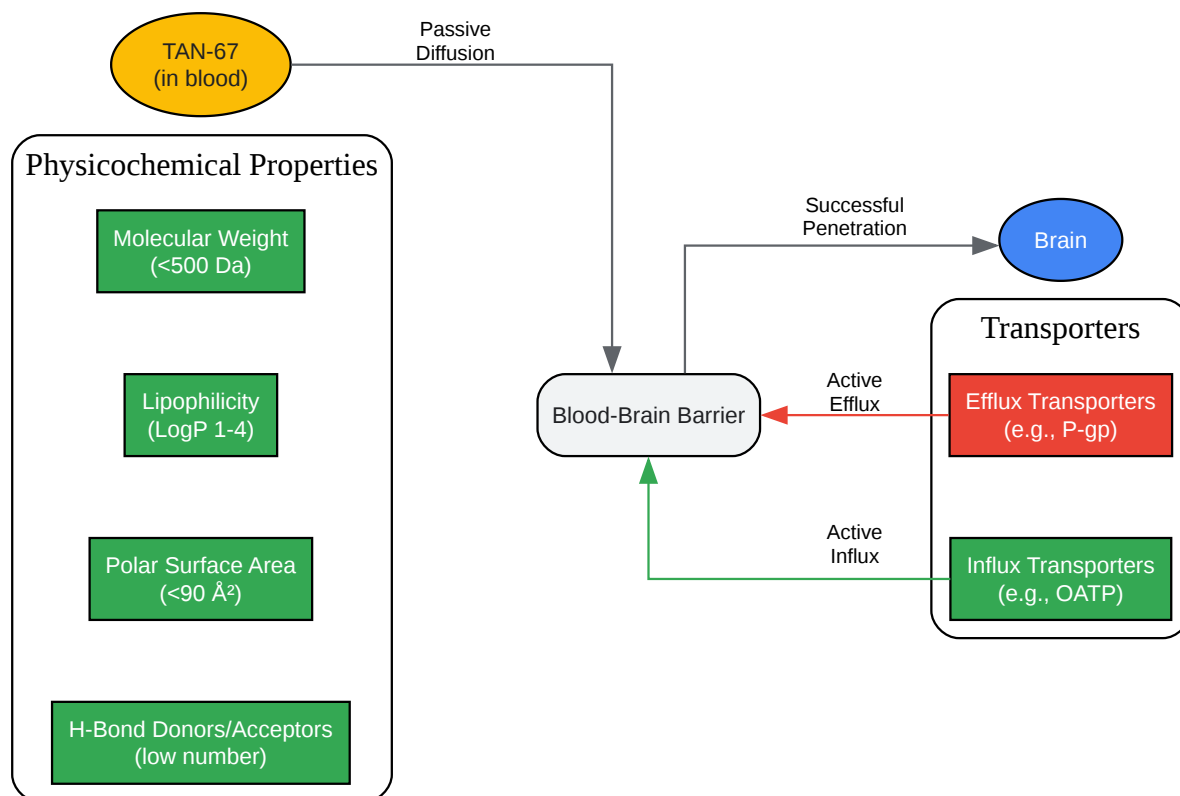 TAN-67
(in blood)
Passive
Diffusion
Physicochemical Properties
Molecular Weight
(<500 Da)
Lipophilicity
(LogP 1-4)
Polar Surface Area
(<90 Å²)
H-Bond Donors/Acceptors
(low number)
Successful
Penetration
Brain
Blood-Brain Barrier
Transporters
Active
Efflux
Efflux Transporters
(e.g., P-gp)
Active
Influx
Influx Transporters
(e.g., OATP)